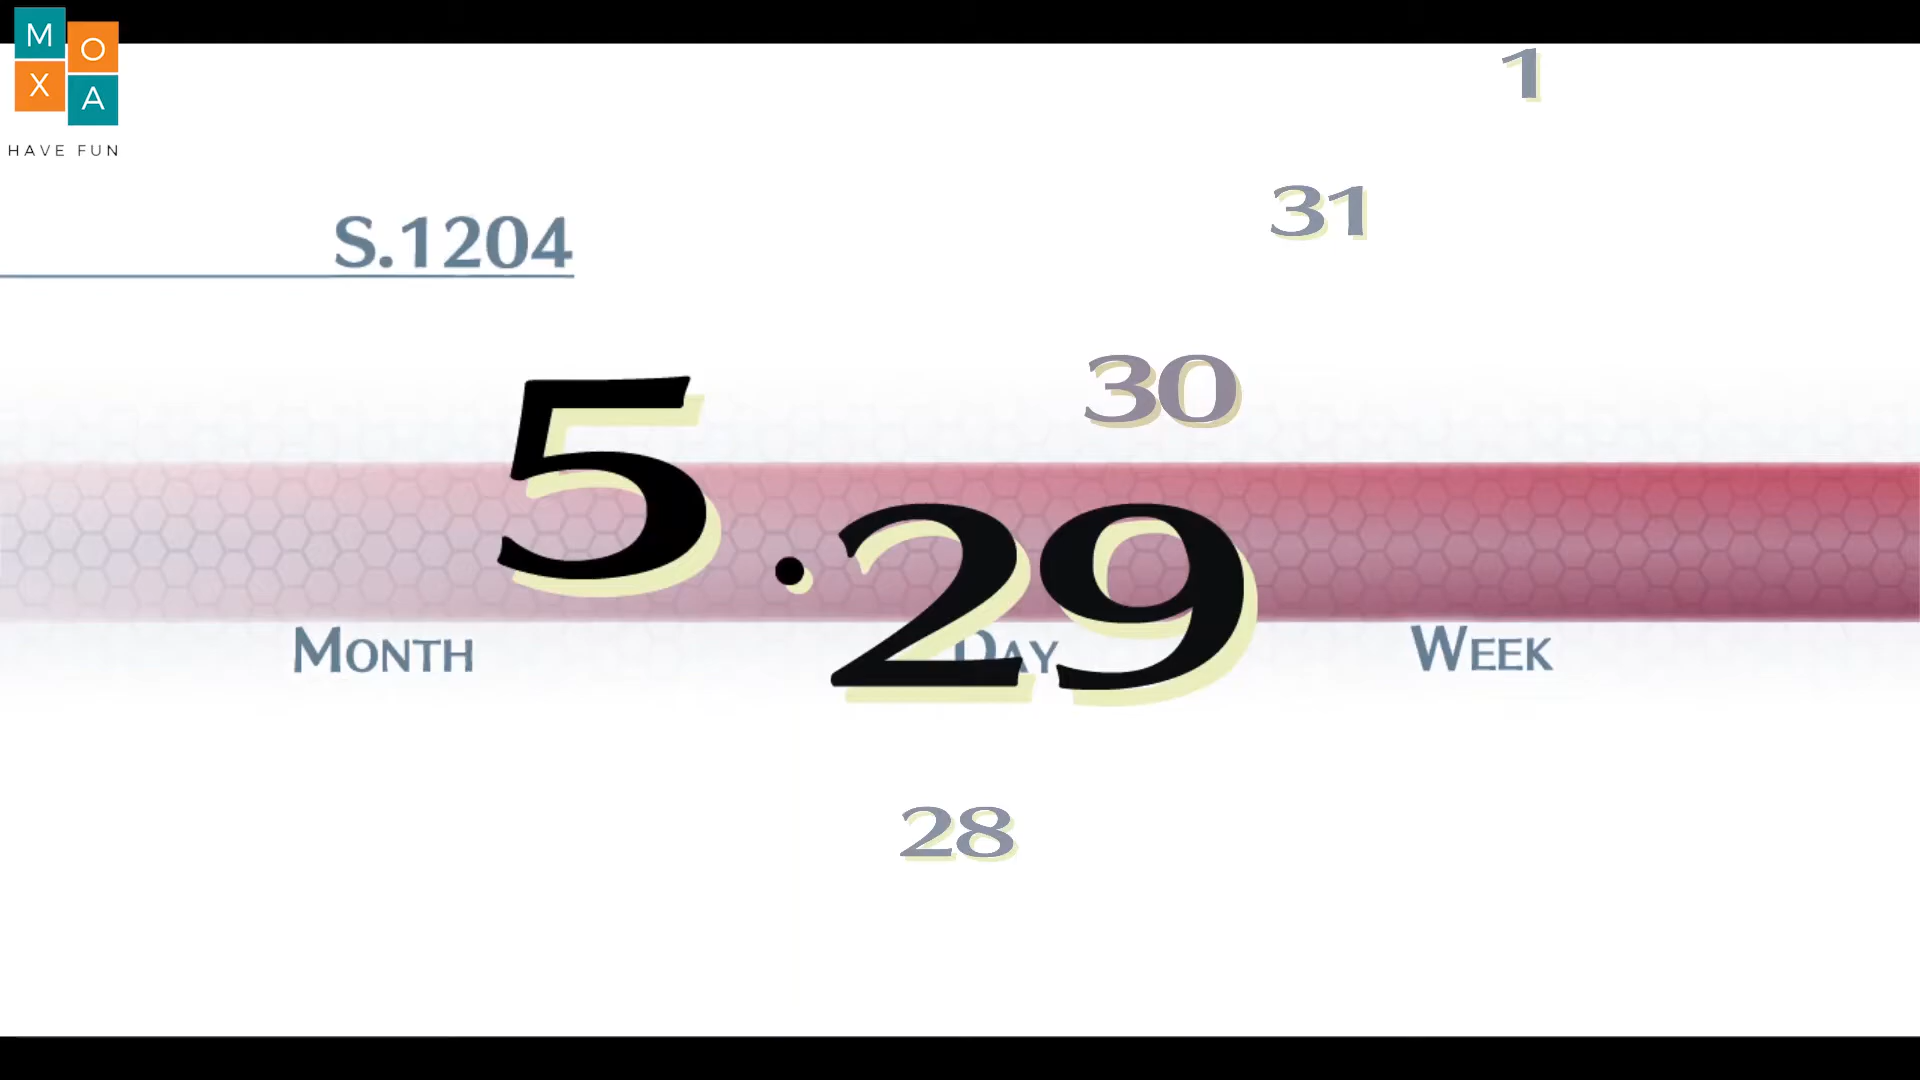 M O
X A
HAVE FUN
1
31
S.1204
30
5.29
MONTH DAY WEEK
28